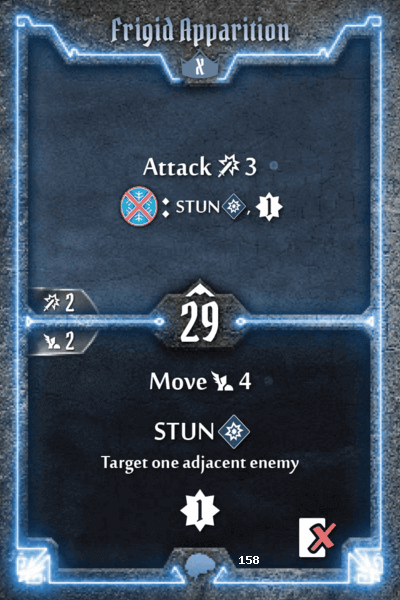 Frigid Apparition
X
Attack 3
: STUN, 1
2
29
2
Move 4
STUN
Target one adjacent enemy
1
158